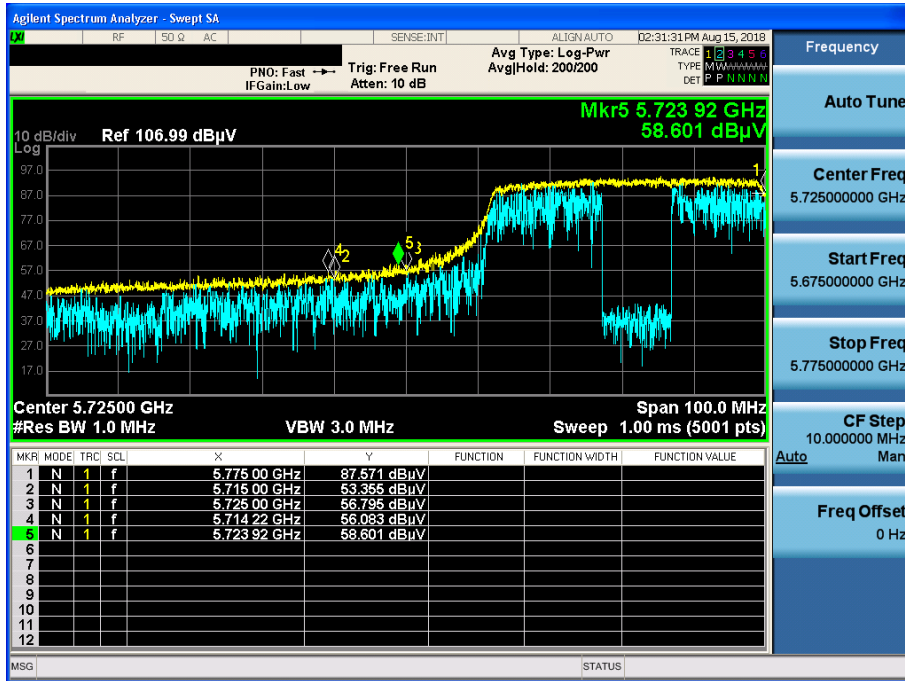 Agilent Spectrum Analyzer - Swept SA
LXI RF 50 Ω AC SENSE:INT ALIGN AUTO 02:31:31 PM Aug 15, 2018
PNO: Fast Trig: Free Run Avg Type: Log-Pwr TRACE 1 2 3 4 5 6
IFGain:Low Atten: 10 dB Avg|Hold: 200/200 TYPE M W W W W W
DET P P N N N N
Mkr5 5.723 92 GHz
58.601 dBµV
10 dB/div Ref 106.99 dBµV
Log
97.0
87.0
77.0
67.0
57.0
47.0
37.0
27.0
17.0
1
4 2
5 3
Center 5.72500 GHz Span 100.0 MHz
#Res BW 1.0 MHz VBW 3.0 MHz Sweep 1.00 ms (5001 pts)
MKR MODE TRC SCL X Y FUNCTION FUNCTION WIDTH FUNCTION VALUE
1 N 1 f 5.775 00 GHz 87.571 dBµV
2 N 1 f 5.715 00 GHz 53.355 dBµV
3 N 1 f 5.725 00 GHz 56.795 dBµV
4 N 1 f 5.714 22 GHz 56.083 dBµV
5 N 1 f 5.723 92 GHz 58.601 dBµV
6
7
8
9
10
11
12
MSG STATUS
Frequency
Auto Tune
Center Freq
5.725000000 GHz
Start Freq
5.675000000 GHz
Stop Freq
5.775000000 GHz
CF Step
10.000000 MHz
Auto Man
Freq Offset
0 Hz